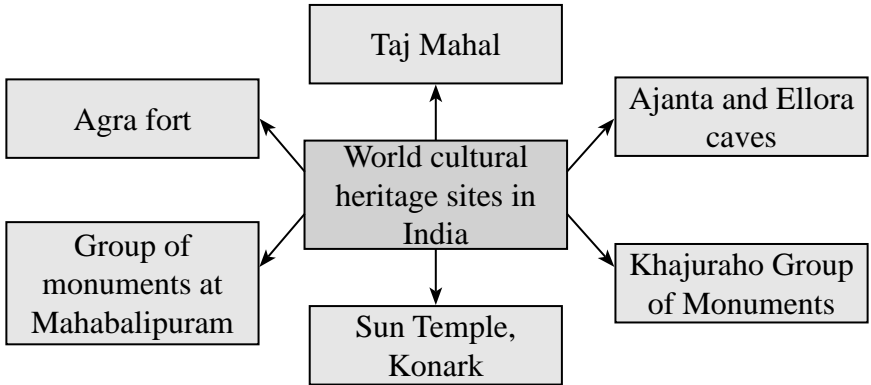 Taj Mahal
Agra fort
Ajanta and Ellora
caves
World cultural
heritage sites in
India
Group of
monuments at
Mahabalipuram
Khajuraho Group
of Monuments
Sun Temple,
Konark